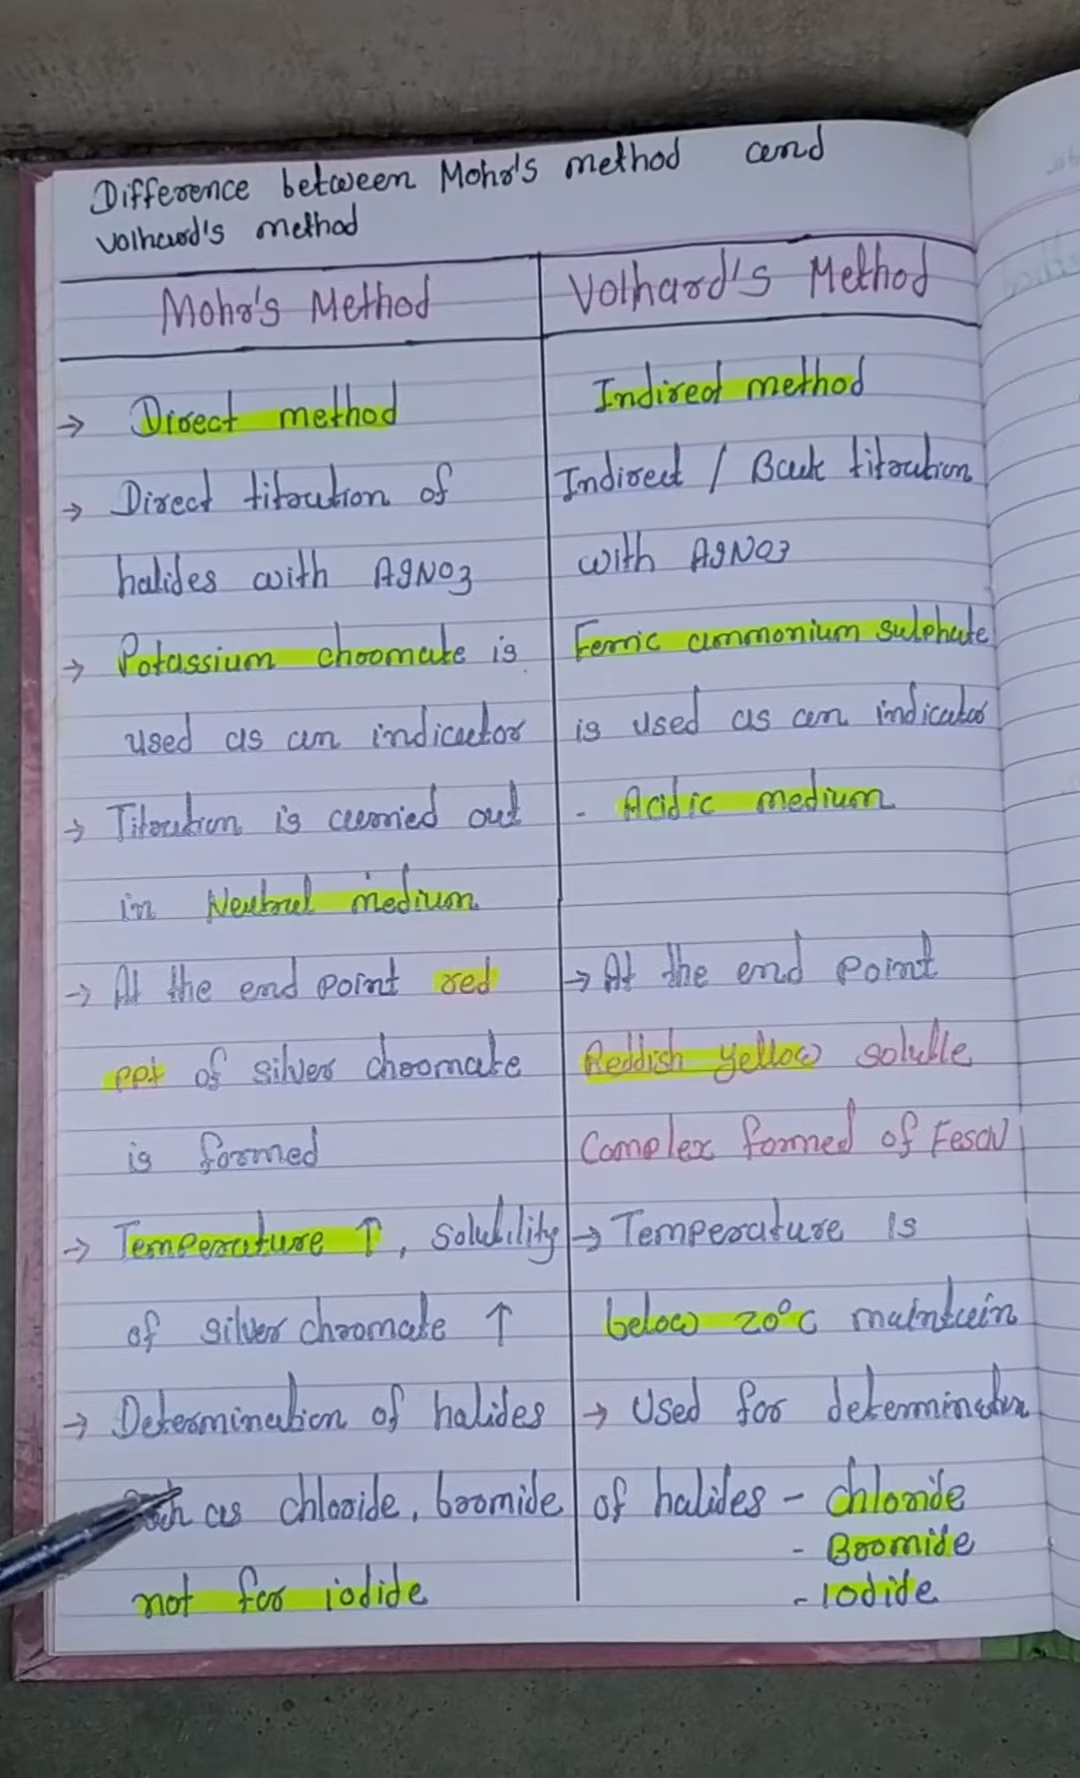 Difference between Mohr's method and
Volhard's method
Mohr's Method
Volhard's Method
→ Direct method
→ Direct titration of
halides with AgNO3
→ Potassium chromate is
used as an indicator
→ Titration is carried out
in Neutral medium
→ At the end point red
ppt of silver chromate
is formed
→ Temperature ↑, solubility
of silver chromate ↑
→ Determination of halides
as chloride, bromide
not for iodide
Indirect method
Indirect / Back titration
with AgNO3
Ferric ammonium sulphate
is used as an indicator
- Acidic medium
→ At the end point
Reddish yellow soluble
Complex formed of FeSCN
→ Temperature is
below 20°C maintain
→ Used for determination
of halides - chloride
- Bromide
- Iodide